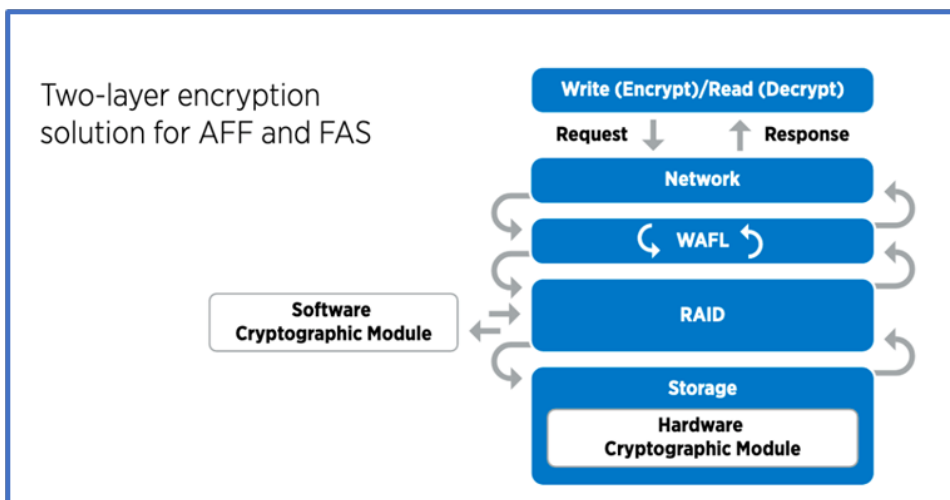 Two-layer encryption
solution for AFF and FAS
Write (Encrypt)/Read (Decrypt)
Request
Response
Network
WAFL
RAID
Software
Cryptographic Module
Storage
Hardware
Cryptographic Module